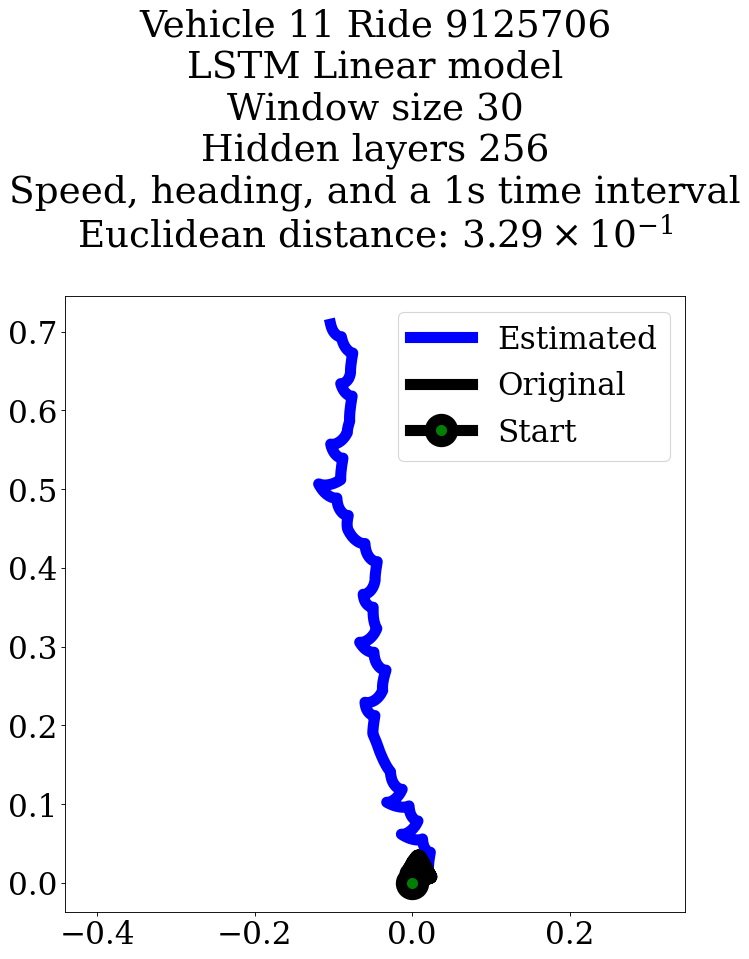 Vehicle 11 Ride 9125706
LSTM Linear model
Window size 30
Hidden layers 256
Speed, heading, and a 1s time interval
Euclidean distance: 3.29 × 10⁻¹
Estimated
Original
Start
0.7
0.6
0.5
0.4
0.3
0.2
0.1
0.0
−0.4 −0.2 0.0 0.2